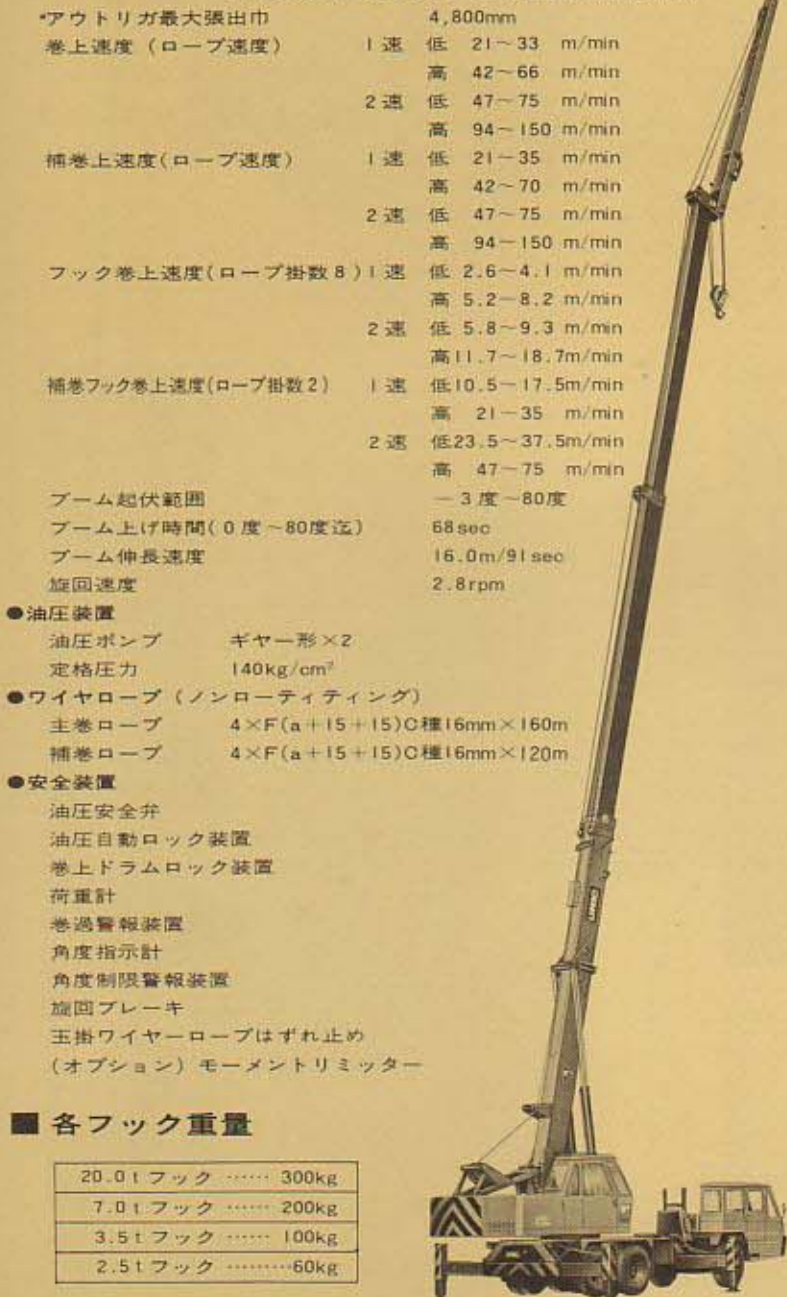 *アウトリガ最大張出巾 4,800mm
巻上速度（ロープ速度） 1速 低 21～33 m/min
高 42～66 m/min
2速 低 47～75 m/min
高 94～150 m/min
補巻上速度(ロープ速度) 1速 低 21～35 m/min
高 42～70 m/min
2速 低 47～75 m/min
高 94～150 m/min
フック巻上速度(ロープ掛数8) 1速 低 2.6～4.1 m/min
高 5.2～8.2 m/min
2速 低 5.8～9.3 m/min
高 11.7～18.7m/min
補巻フック巻上速度(ロープ掛数2) 1速 低 10.5～17.5m/min
高 21～35 m/min
2速 低 23.5～37.5m/min
高 47～75 m/min
ブーム起伏範囲 －3度～80度
ブーム上げ時間(0度～80度迄) 68sec
ブーム伸長速度 16.0m/91sec
旋回速度 2.8rpm
●油圧装置
油圧ポンプ ギヤー形×2
定格圧力 140kg/cm²
●ワイヤロープ（ノンローティティング）
主巻ロープ 4×F(a+15+15)C種16mm×160m
補巻ロープ 4×F(a+15+15)C種16mm×120m
●安全装置
油圧安全弁
油圧自動ロック装置
巻上ドラムロック装置
荷重計
巻過警報装置
角度指示計
角度制限警報装置
旋回ブレーキ
玉掛ワイヤーロープはずれ止め
(オプション) モーメントリミッター
■ 各フック重量
20.0tフック …… 300kg
7.0tフック …… 200kg
3.5tフック …… 100kg
2.5tフック ………60kg